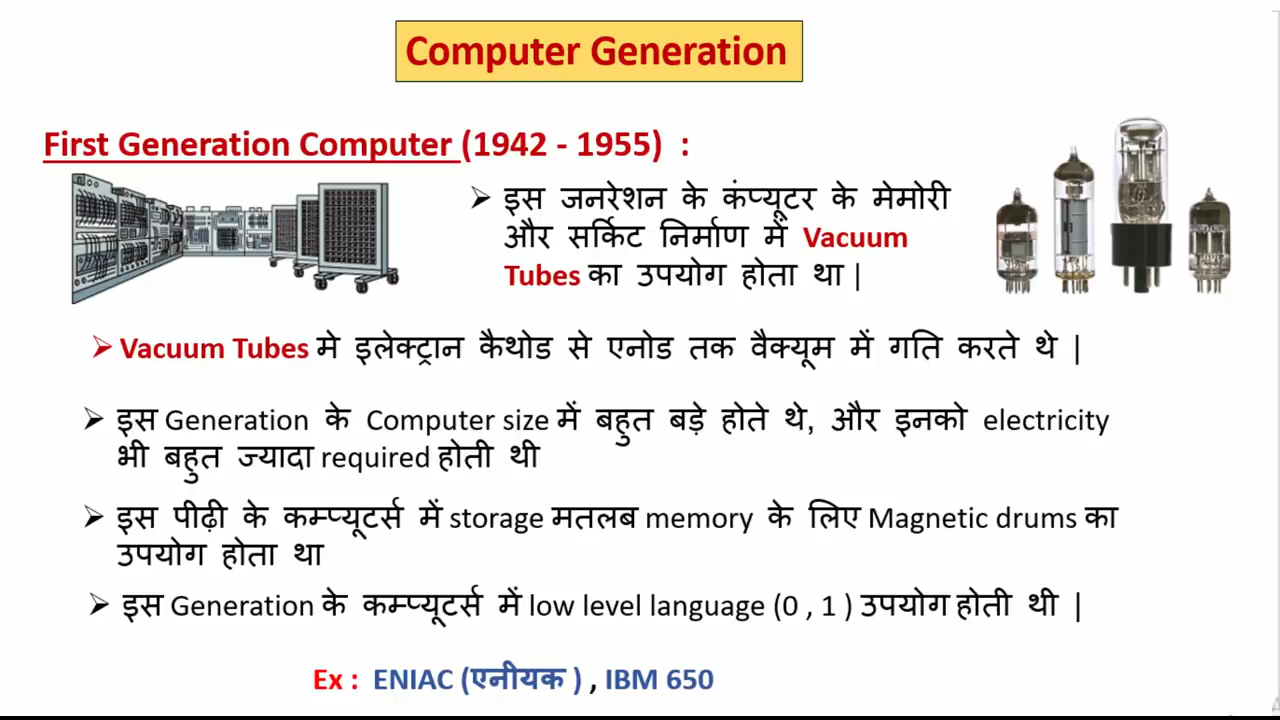 Computer Generation
First Generation Computer (1942 - 1955) :
➢ इस जनरेशन के कंप्यूटर के मेमोरी
और सर्किट निर्माण में Vacuum
Tubes का उपयोग होता था |
➢ Vacuum Tubes मे इलेक्ट्रान कैथोड से एनोड तक वैक्यूम में गति करते थे |
➢ इस Generation के Computer size में बहुत बड़े होते थे, और इनको electricity
भी बहुत ज्यादा required होती थी
➢ इस पीढ़ी के कम्प्यूटर्स में storage मतलब memory के लिए Magnetic drums का
उपयोग होता था
➢ इस Generation के कम्प्यूटर्स में low level language (0 , 1 ) उपयोग होती थी |
Ex : ENIAC (एनीयक ) , IBM 650